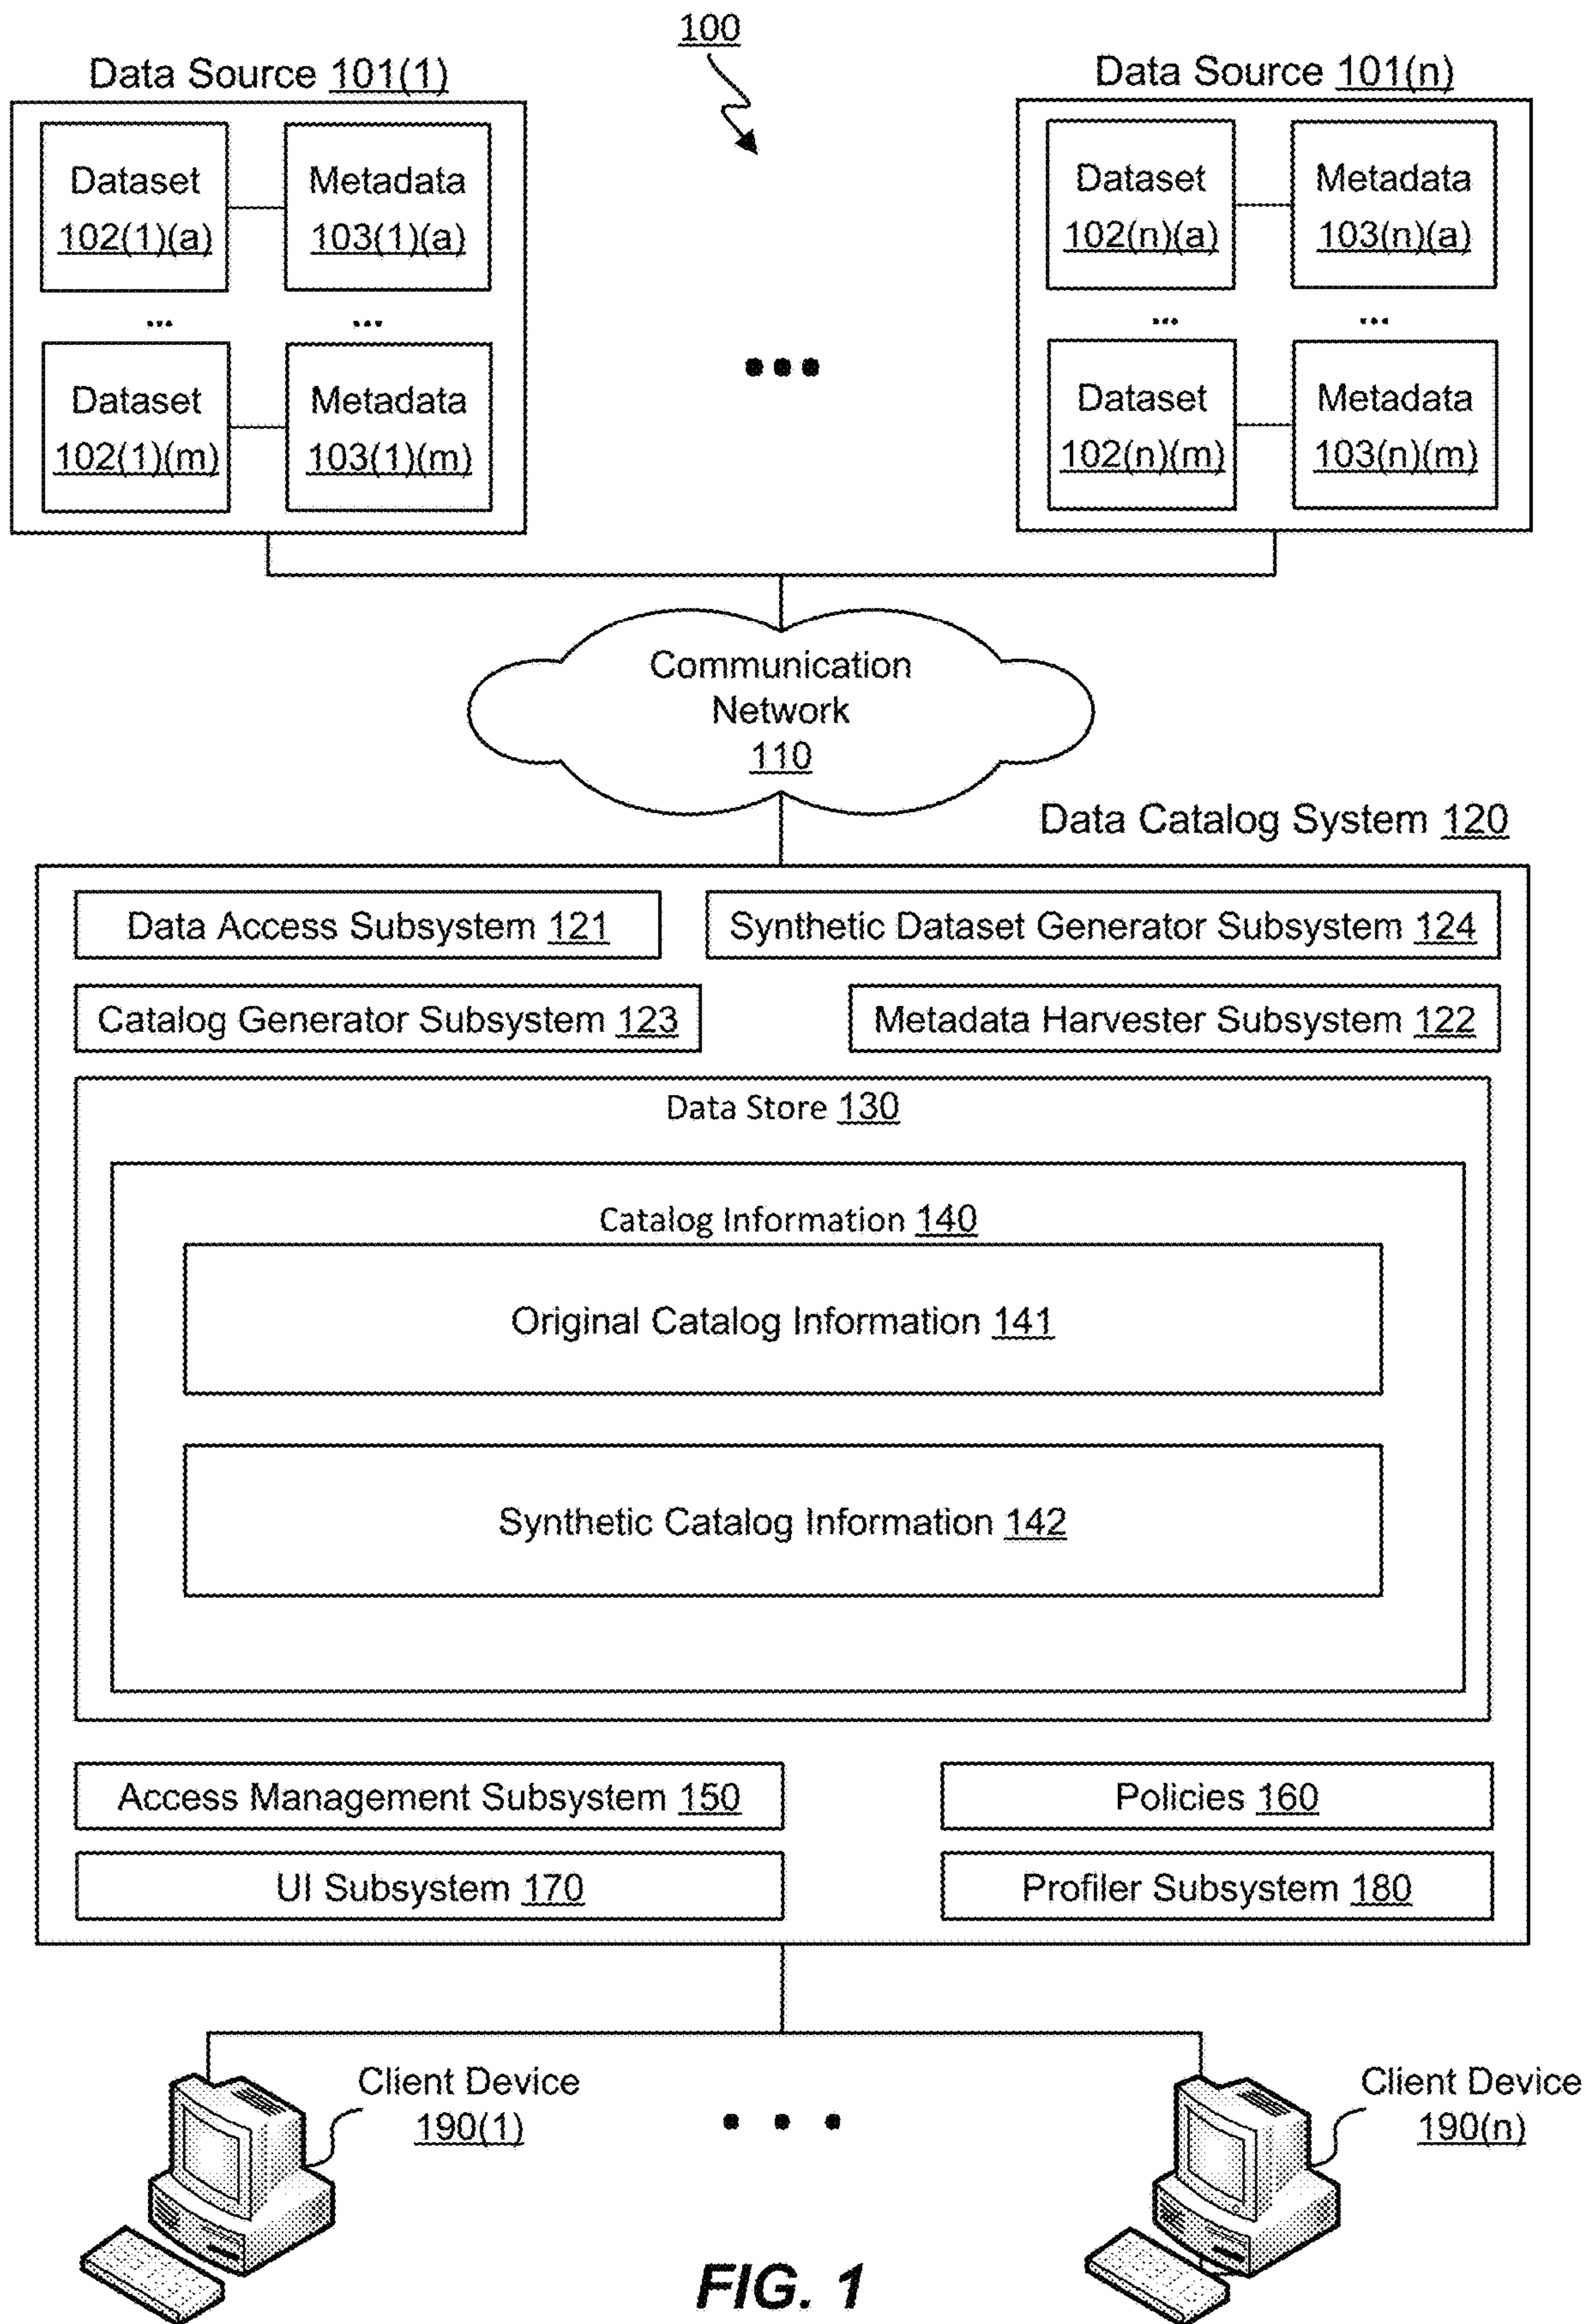 100
Data Source 101(1)
Data Source 101(n)
Dataset
102(1)(a)
Metadata
103(1)(a)
...
...
Dataset
102(1)(m)
Metadata
103(1)(m)
Dataset
102(n)(a)
Metadata
103(n)(a)
...
...
Dataset
102(n)(m)
Metadata
103(n)(m)
Communication
Network
110
Data Catalog System 120
Data Access Subsystem 121
Synthetic Dataset Generator Subsystem 124
Catalog Generator Subsystem 123
Metadata Harvester Subsystem 122
Data Store 130
Catalog Information 140
Original Catalog Information 141
Synthetic Catalog Information 142
Access Management Subsystem 150
Policies 160
UI Subsystem 170
Profiler Subsystem 180
Client Device
190(1)
Client Device
190(n)
FIG. 1